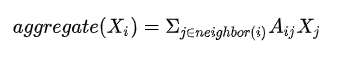 aggregate(X_i) = Σ_{j∈neighbor(i)} A_{ij} X_j